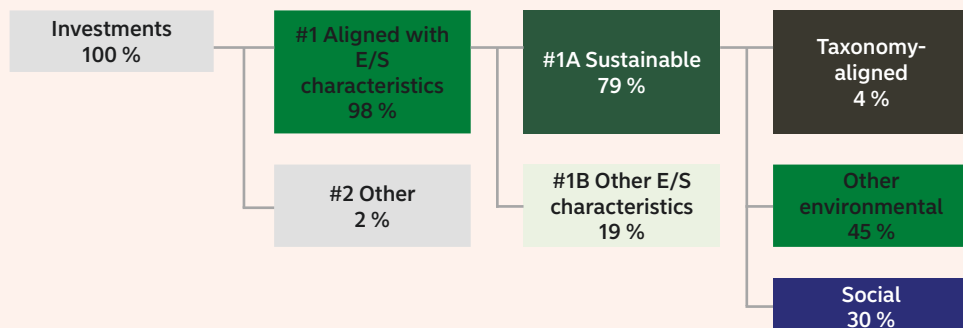 Investments
100 %
#1 Aligned with
E/S
characteristics
98 %
#1A Sustainable
79 %
Taxonomy-
aligned
4 %
#2 Other
2 %
#1B Other E/S
characteristics
19 %
Other
environmental
45 %
Social
30 %